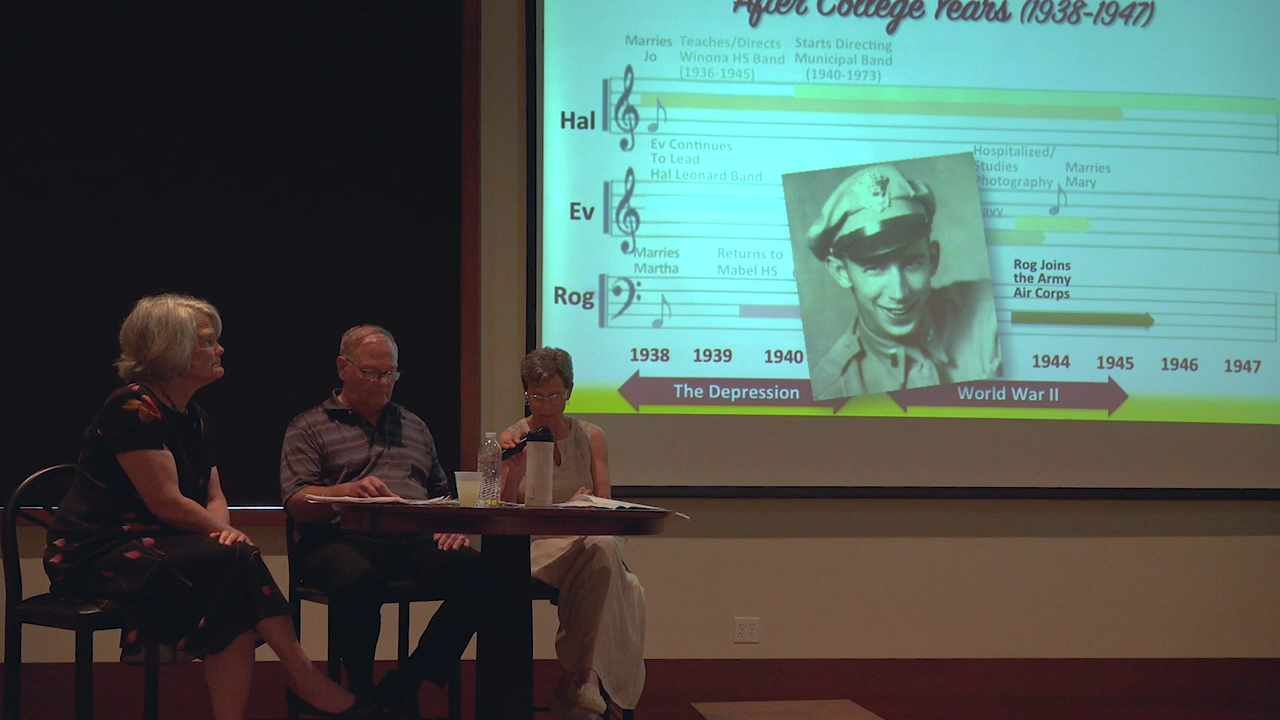 After College Years (1938-1947)
Marries
Jo
Teaches/Directs
Winona HS Band
(1936-1945)
Starts Directing
Municipal Band
(1940-1973)
Hal
Ev Continues
To Lead
Hal Leonard Band
Hospitalized/
Studies
Photography
Marries
Mary
Ev
Marries
Martha
Returns to
Mabel HS
Rog Joins
the Army
Air Corps
Rog
1938 1939 1940 1944 1945 1946 1947
The Depression
World War II